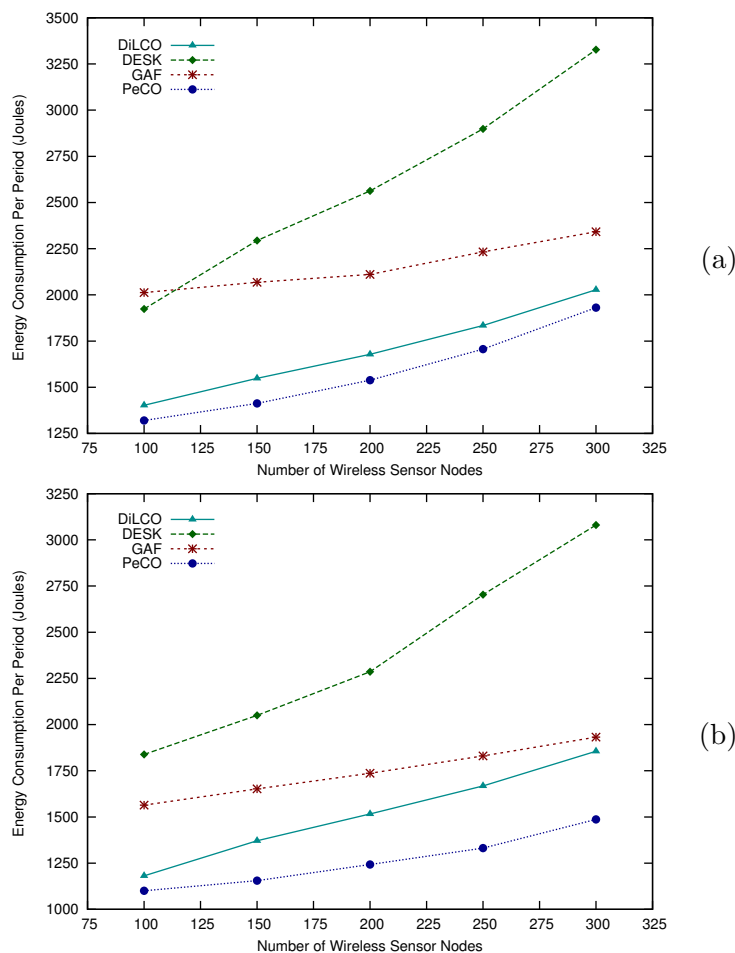 3500
3250
3000
2750
2500
2250
2000
1750
1500
1250
Energy Consumption Per Period (Joules)
DiLCO
DESK
GAF
PeCO
75 100 125 150 175 200 225 250 275 300 325
Number of Wireless Sensor Nodes
(a)
3250
3000
2750
2500
2250
2000
1750
1500
1250
1000
Energy Consumption Per Period (Joules)
DiLCO
DESK
GAF
PeCO
75 100 125 150 175 200 225 250 275 300 325
Number of Wireless Sensor Nodes
(b)